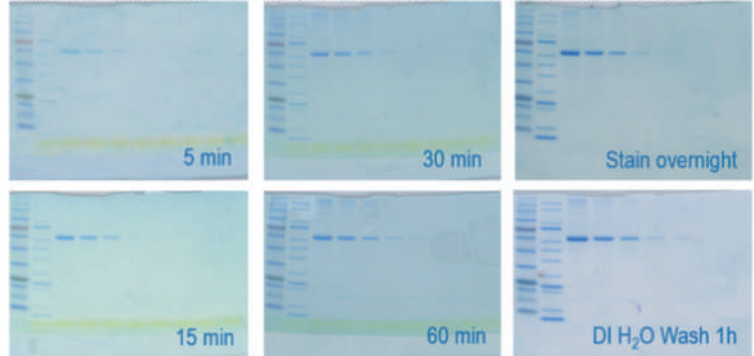 5 min
30 min
Stain overnight
15 min
60 min
DI H₂O Wash 1h